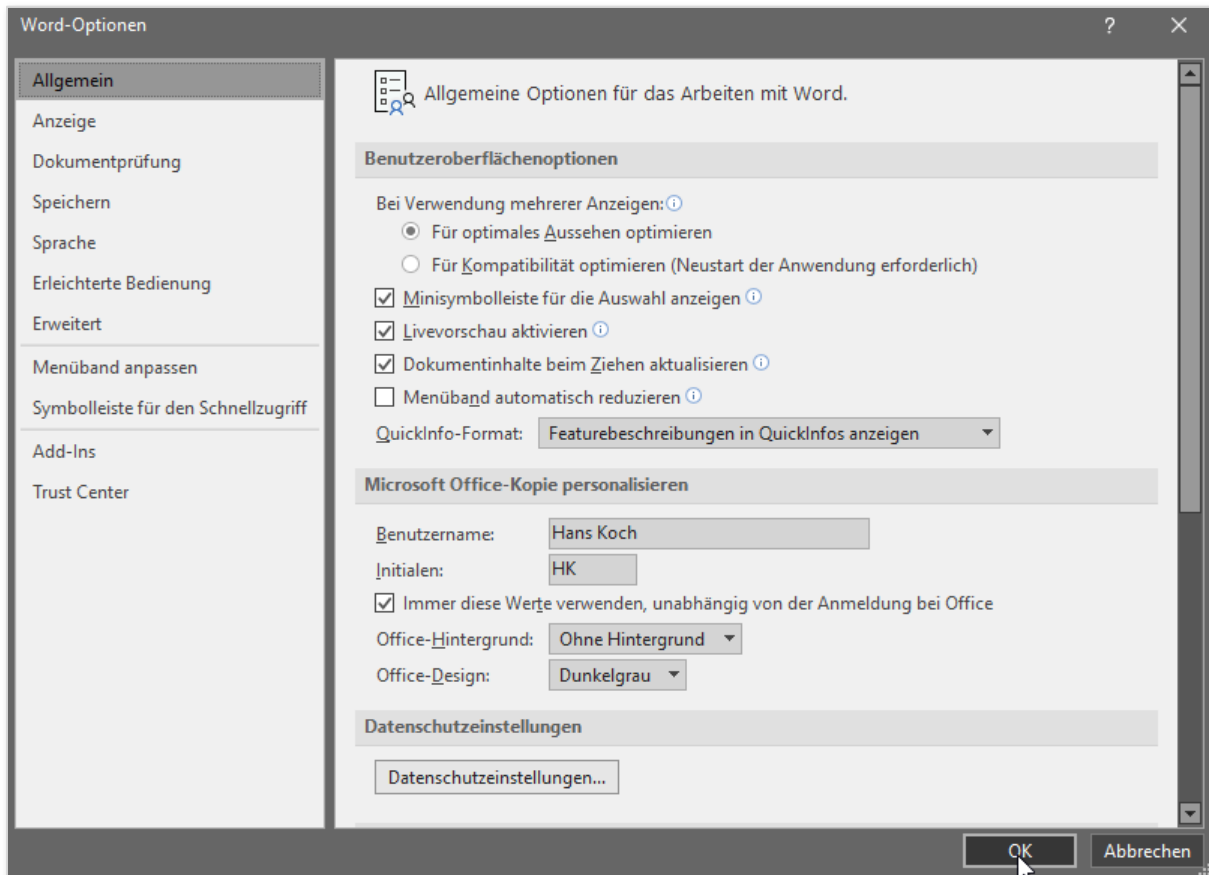 Word-Optionen
Allgemein
Anzeige
Dokumentprüfung
Speichern
Sprache
Erleichterte Bedienung
Erweitert
Menüband anpassen
Symbolleiste für den Schnellzugriff
Add-Ins
Trust Center
Allgemeine Optionen für das Arbeiten mit Word.
Benutzeroberflächenoptionen
Bei Verwendung mehrerer Anzeigen:
Für optimales Aussehen optimieren
Für Kompatibilität optimieren (Neustart der Anwendung erforderlich)
Minisymbolleiste für die Auswahl anzeigen
Livevorschau aktivieren
Dokumentinhalte beim Ziehen aktualisieren
Menüband automatisch reduzieren
QuickInfo-Format: Featurebeschreibungen in QuickInfos anzeigen
Microsoft Office-Kopie personalisieren
Benutzername: Hans Koch
Initialen: HK
Immer diese Werte verwenden, unabhängig von der Anmeldung bei Office
Office-Hintergrund: Ohne Hintergrund
Office-Design: Dunkelgrau
Datenschutzeinstellungen
Datenschutzeinstellungen...
OK Abbrechen